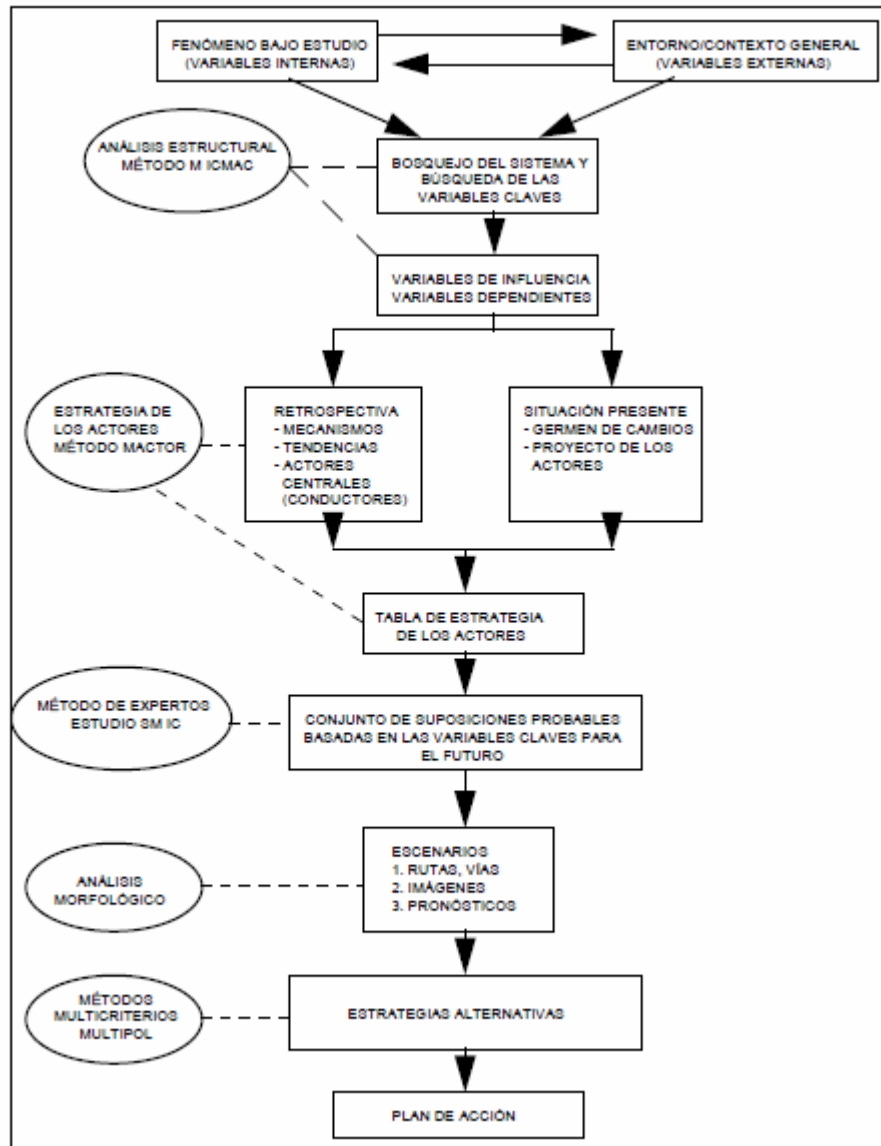 FENÓMENO BAJO ESTUDIO
(VARIABLES INTERNAS)
ENTORNO/CONTEXTO GENERAL
(VARIABLES EXTERNAS)
ANÁLISIS ESTRUCTURAL
MÉTODO M ICMAC
BOSQUEJO DEL SISTEMA Y
BÚSQUEDA DE LAS
VARIABLES CLAVES
VARIABLES DE INFLUENCIA
VARIABLES DEPENDIENTES
ESTRATEGIA DE
LOS ACTORES
MÉTODO MACTOR
RETROSPECTIVA
- MECANISMOS
- TENDENCIAS
- ACTORES
CENTRALES
(CONDUCTORES)
SITUACIÓN PRESENTE
- GERMEN DE CAMBIOS
- PROYECTO DE LOS
ACTORES
TABLA DE ESTRATEGIA
DE LOS ACTORES
MÉTODO DE EXPERTOS
ESTUDIO SM IC
CONJUNTO DE SUPOSICIONES PROBABLES
BASADAS EN LAS VARIABLES CLAVES PARA
EL FUTURO
ANÁLISIS
MORFOLÓGICO
ESCENARIOS
1. RUTAS, VÍAS
2. IMÁGENES
3. PRONÓSTICOS
MÉTODOS
MULTICRITERIOS
MULTIPOL
ESTRATEGIAS ALTERNATIVAS
PLAN DE ACCIÓN